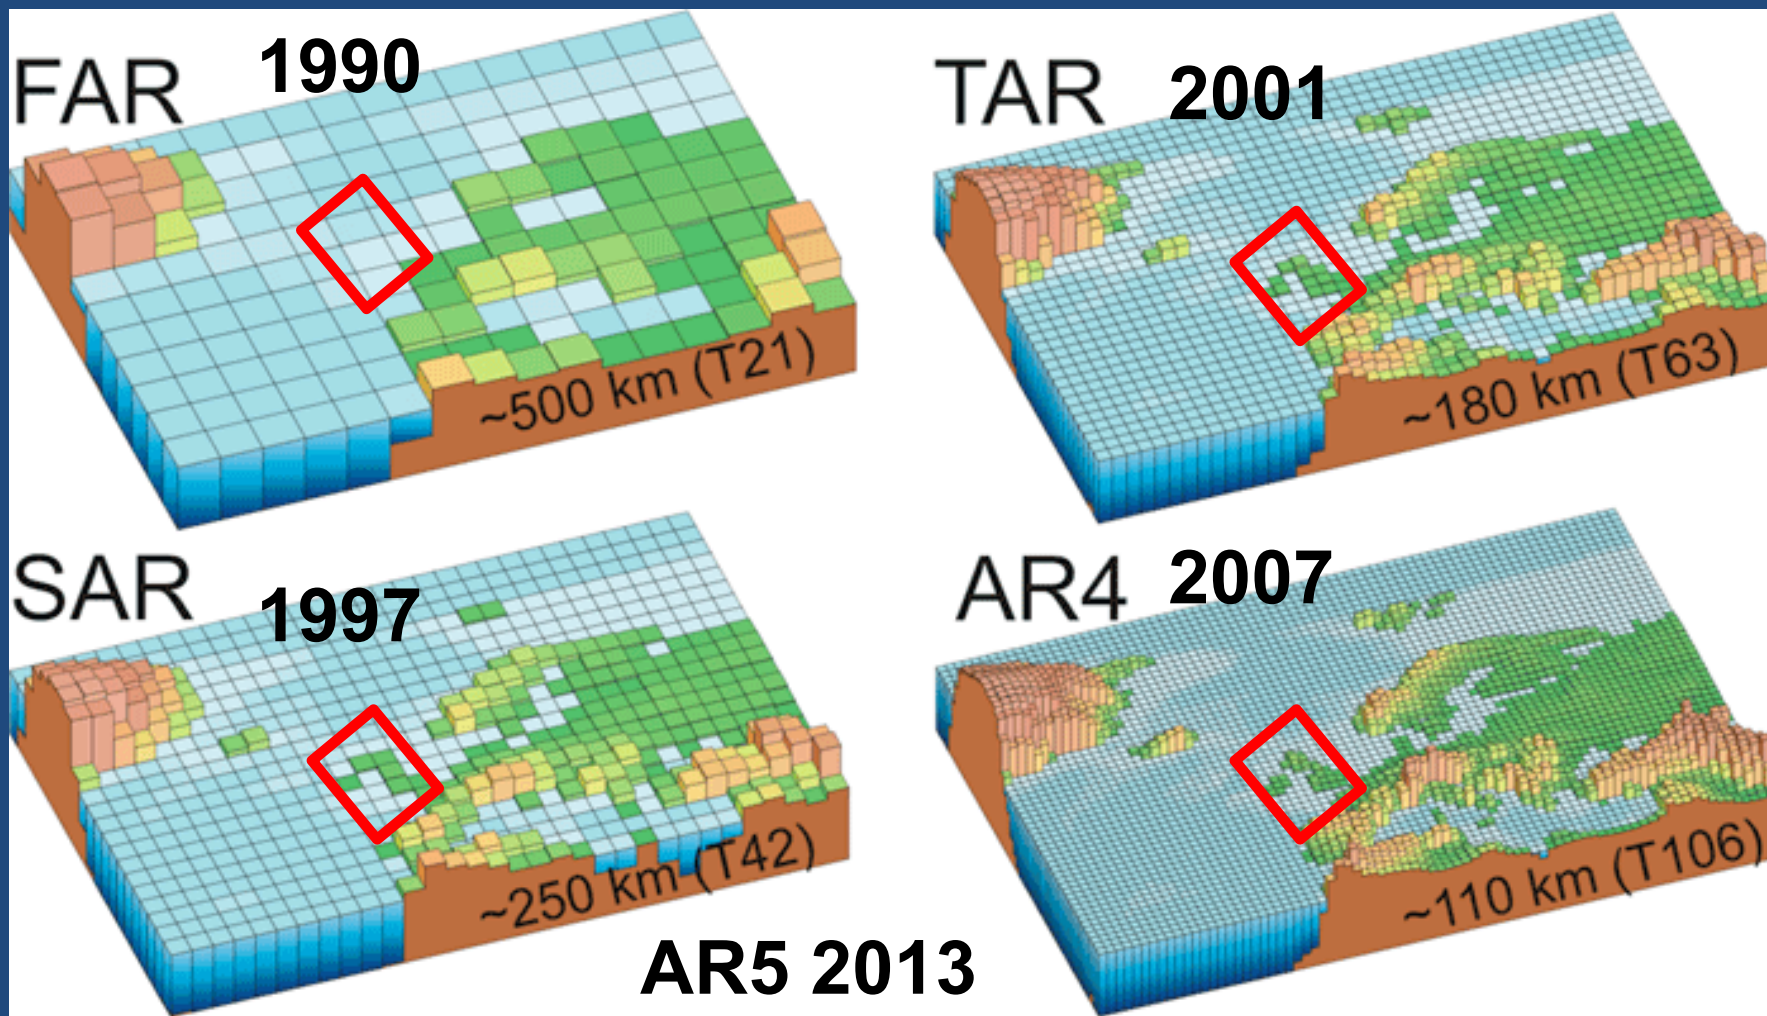 FAR 1990
~500 km (T21)
TAR 2001
~180 km (T63)
SAR 1997
~250 km (T42)
AR4 2007
~110 km (T106)
AR5 2013